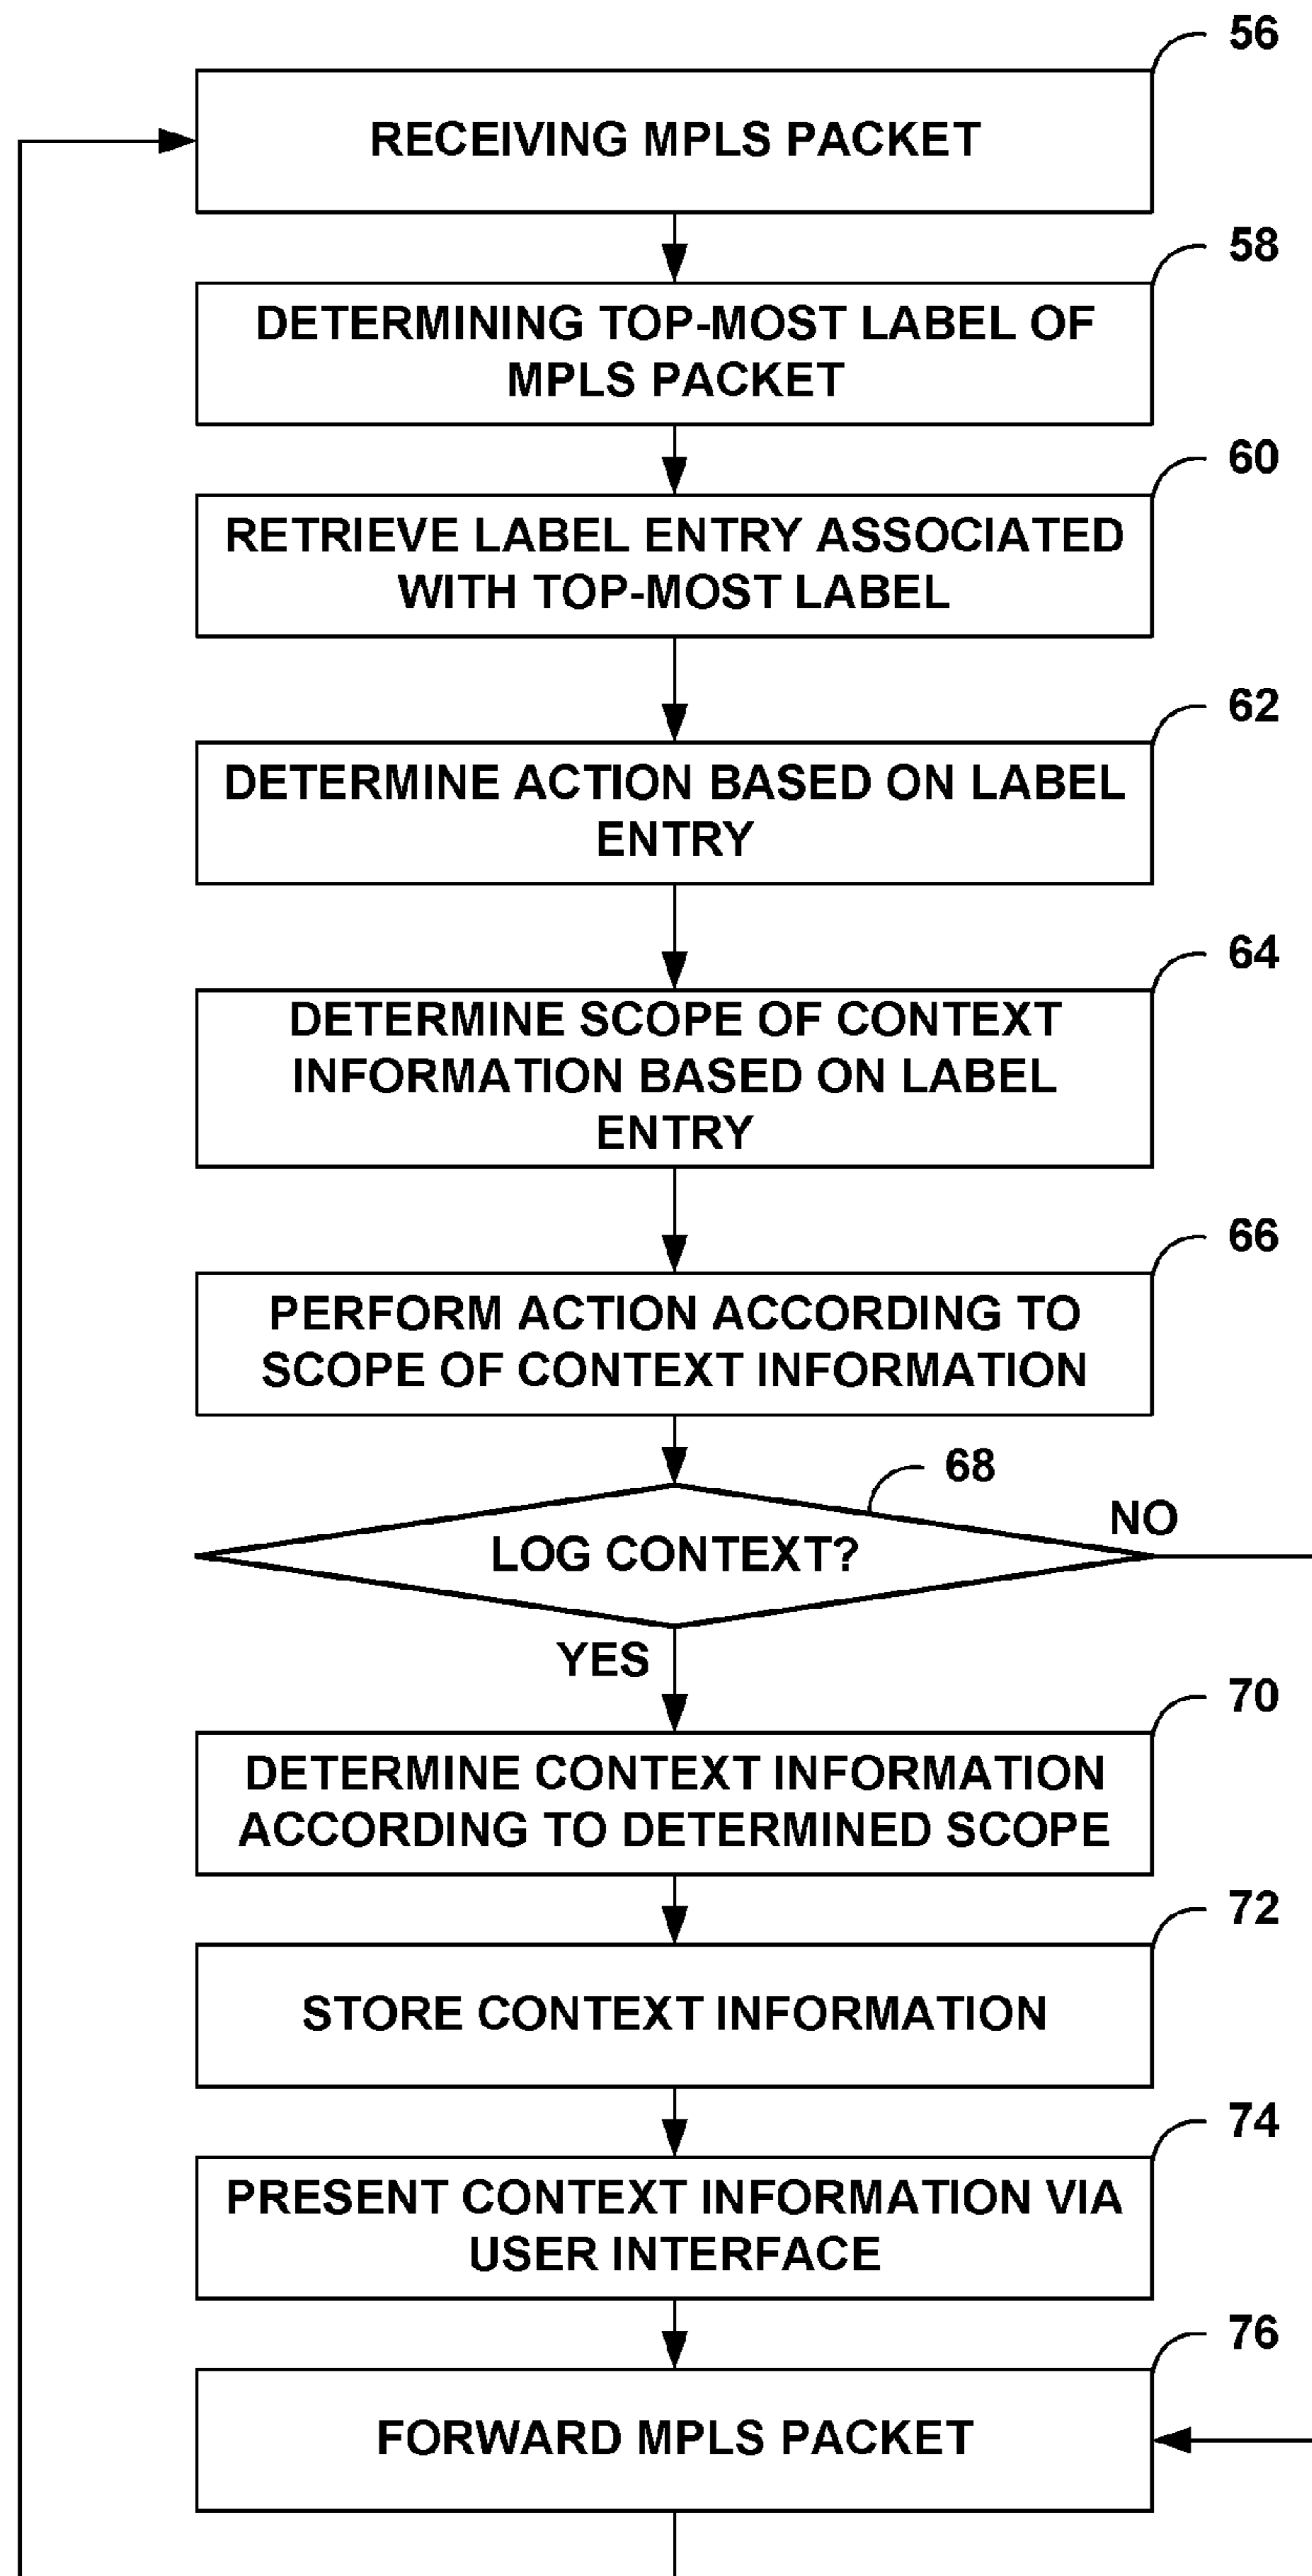 56
RECEIVING MPLS PACKET
58
DETERMINING TOP-MOST LABEL OF
MPLS PACKET
60
RETRIEVE LABEL ENTRY ASSOCIATED
WITH TOP-MOST LABEL
62
DETERMINE ACTION BASED ON LABEL
ENTRY
64
DETERMINE SCOPE OF CONTEXT
INFORMATION BASED ON LABEL
ENTRY
66
PERFORM ACTION ACCORDING TO
SCOPE OF CONTEXT INFORMATION
68
NO
LOG CONTEXT?
YES
70
DETERMINE CONTEXT INFORMATION
ACCORDING TO DETERMINED SCOPE
72
STORE CONTEXT INFORMATION
74
PRESENT CONTEXT INFORMATION VIA
USER INTERFACE
76
FORWARD MPLS PACKET